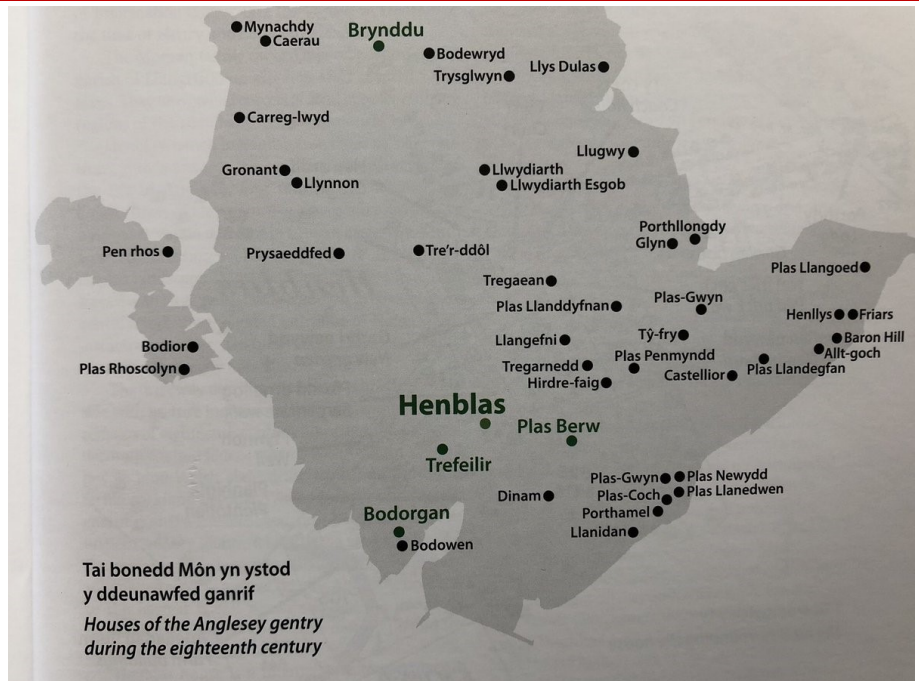 Mynachdy
Caerau
Brynddu
Bodewryd
Trysglwyn
Llys Dulas
Carreg-lwyd
Llugwy
Gronant
Llynnon
Llwydiarth
Llwydiarth Esgob
Porthllongdy
Glyn
Pen rhos
Prysaeddfed
Tre'r-ddôl
Plas Llangoed
Tregaean
Plas Llanddyfnan
Plas-Gwyn
Henllys
Friars
Bodior
Llangefni
Tŷ-fry
Baron Hill
Allt-goch
Plas Rhoscolyn
Tregarnedd
Plas Penmyndd
Plas Llandegfan
Hirdre-faig
Castellior
Henblas
Plas Berw
Trefeilir
Plas-Gwyn
Plas Newydd
Dinam
Plas-Coch
Plas Llanedwen
Porthamel
Bodorgan
Llanidan
Bodowen
Tai bonedd Môn yn ystod
y ddeunawfed ganrif
Houses of the Anglesey gentry
during the eighteenth century